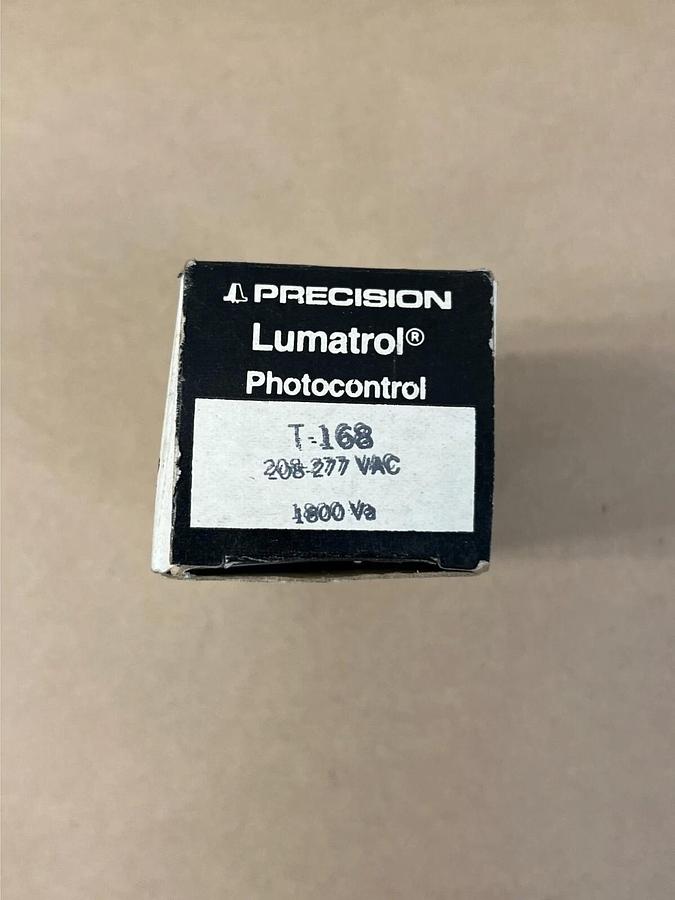 PRECISION
Lumatrol®
Photocontrol
T-168
208-277 VAC
1800 Va